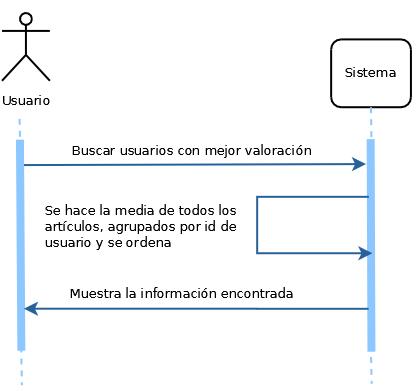 Usuario
Sistema
Buscar usuarios con mejor valoración
Se hace la media de todos los
artículos, agrupados por id de
usuario y se ordena
Muestra la información encontrada